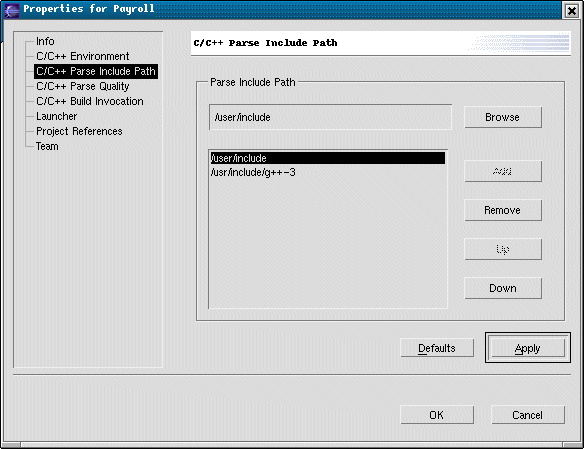 Properties for Payroll
Info
C/C++ Environment
C/C++ Parse Include Path
C/C++ Parse Quality
C/C++ Build Invocation
Launcher
Project References
Team
C/C++ Parse Include Path
Parse Include Path
/user/include
Browse
/user/include
/usr/include/g++-3
Add
Remove
Up
Down
Defaults
Apply
OK
Cancel